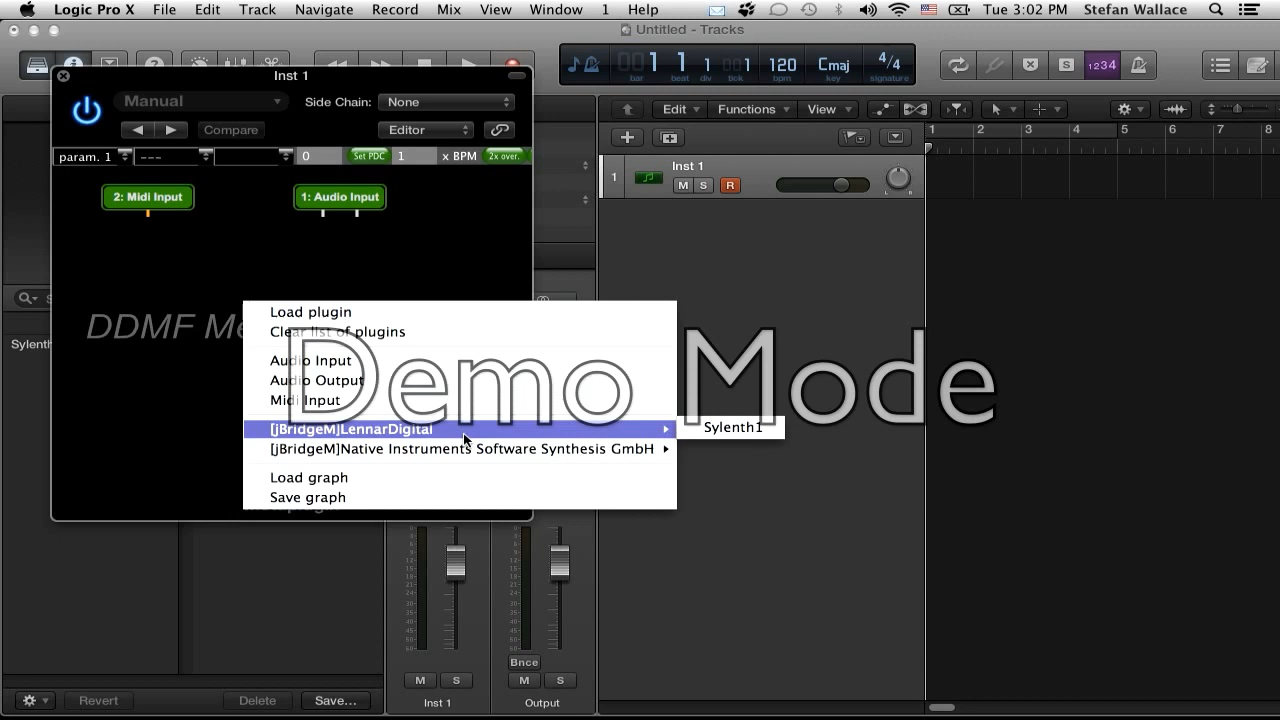 Logic Pro X File Edit Track Navigate Record Mix View Window 1 Help Tue 3:02 PM Stefan Wallace
Untitled - Tracks
1 1 1 1 120 Cmaj 4/4
bar beat div tick bpm key signature
1234
Inst 1
Manual Side Chain: None
Compare Editor
param. 1 --- 0 Set PDC 1 x BPM 2x over.
2: Midi Input 1: Audio Input
DDMF Me
Load plugin
Clear list of plugins
Audio Input
Audio Output
Midi Input
[jBridgeM]LennarDigital
Sylenth1
[jBridgeM]Native Instruments Software Synthesis GmbH
Load graph
Save graph
Demo Mode
Edit Functions View
1 2 3 4 5 6 7 8
1 Inst 1
M S R
L R
S
Sylenth
Bnce
M S M S
Revert Delete Save... Inst 1 Output